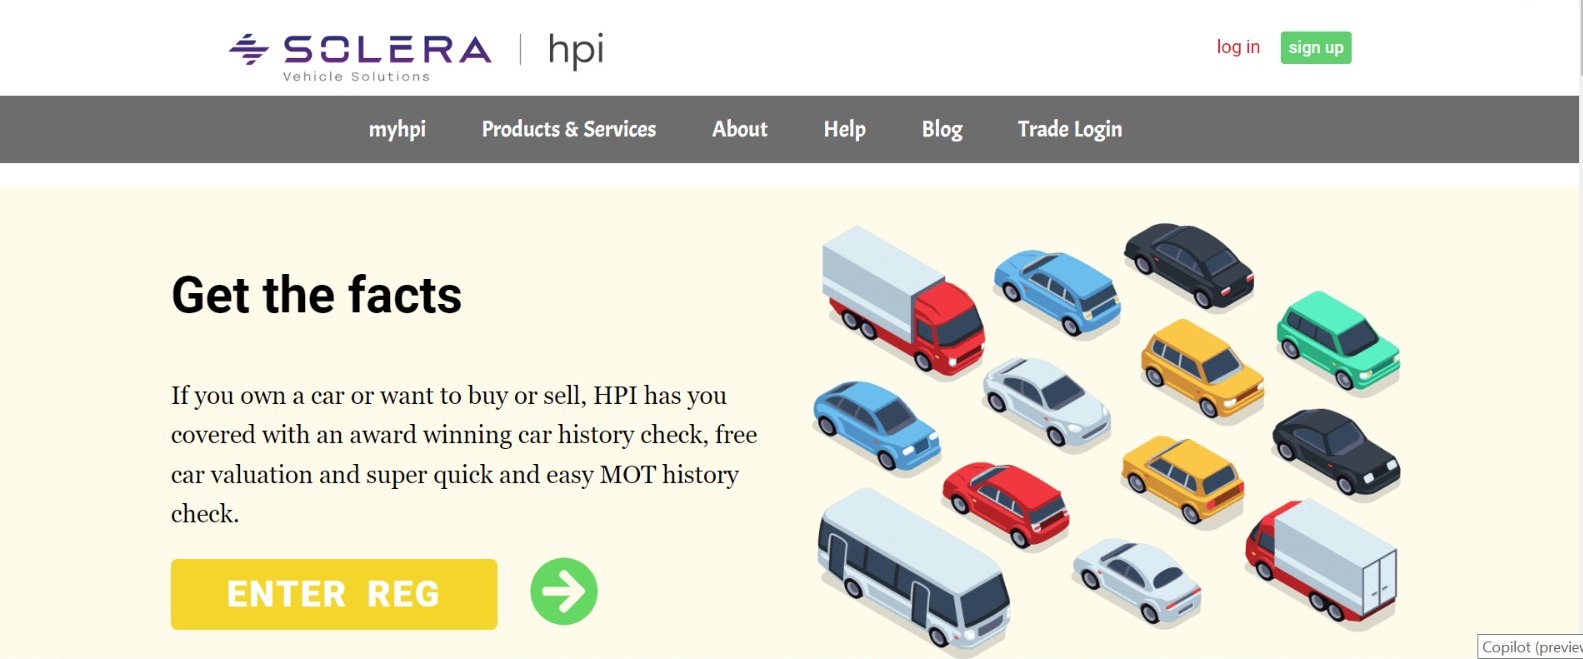 SOLERA | hpi
Vehicle Solutions
log in
sign up
myhpi
Products & Services
About
Help
Blog
Trade Login
Get the facts
If you own a car or want to buy or sell, HPI has you
covered with an award winning car history check, free
car valuation and super quick and easy MOT history
check.
ENTER REG
Copilot (preview